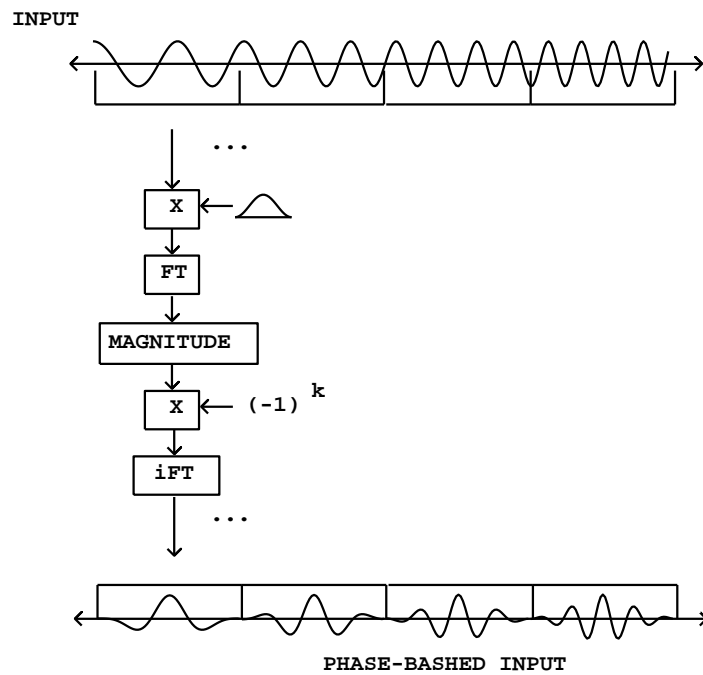 INPUT
...
X
FT
MAGNITUDE
X
(-1) k
iFT
...
PHASE-BASHED INPUT